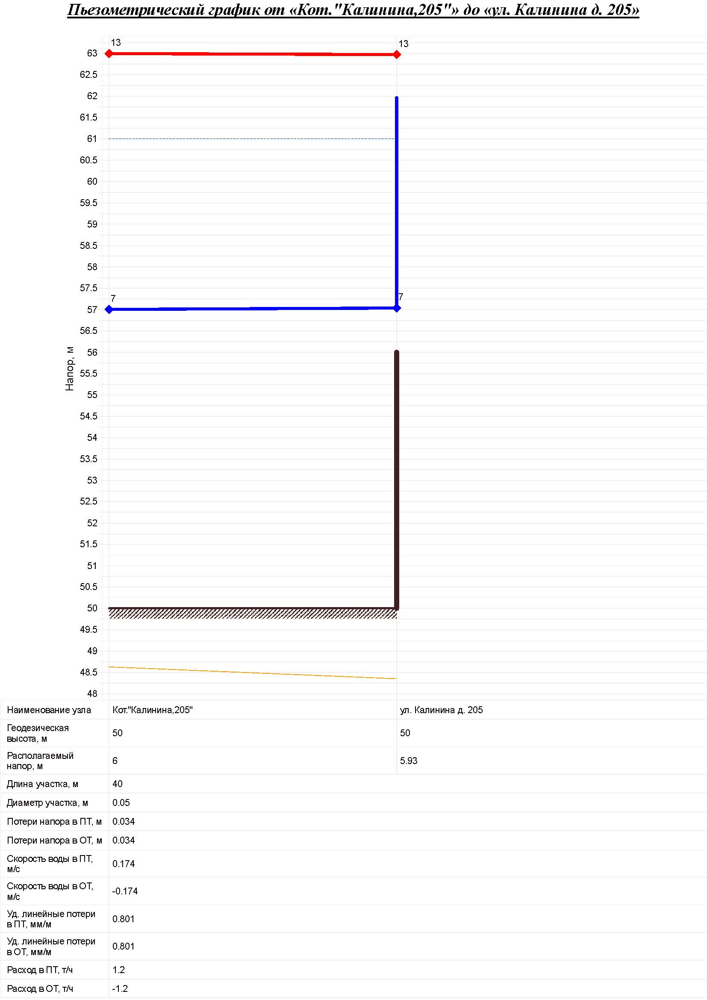 Пьезометрический график от «Кот."Калинина,205"» до «ул. Калинина д. 205»
13
13
63
62.5
62
61.5
61
60.5
60
59.5
59
58.5
58
57.5
7
7
57
56.5
56
55.5
55
54.5
54
53.5
53
52.5
52
51.5
51
50.5
50
49.5
49
48.5
48
Напор, м
Наименование узла Кот."Калинина,205" ул. Калинина д. 205
Геодезическая
высота, м
50 50
Располагаемый
напор, м
6 5.93
Длина участка, м 40
Диаметр участка, м 0.05
Потери напора в ПТ, м 0.034
Потери напора в ОТ, м 0.034
Скорость воды в ПТ,
м/с
0.174
Скорость воды в ОТ,
м/с
-0.174
Уд. линейные потери
в ПТ, мм/м
0.801
Уд. линейные потери
в ОТ, мм/м
0.801
Расход в ПТ, т/ч 1.2
Расход в ОТ, т/ч -1.2